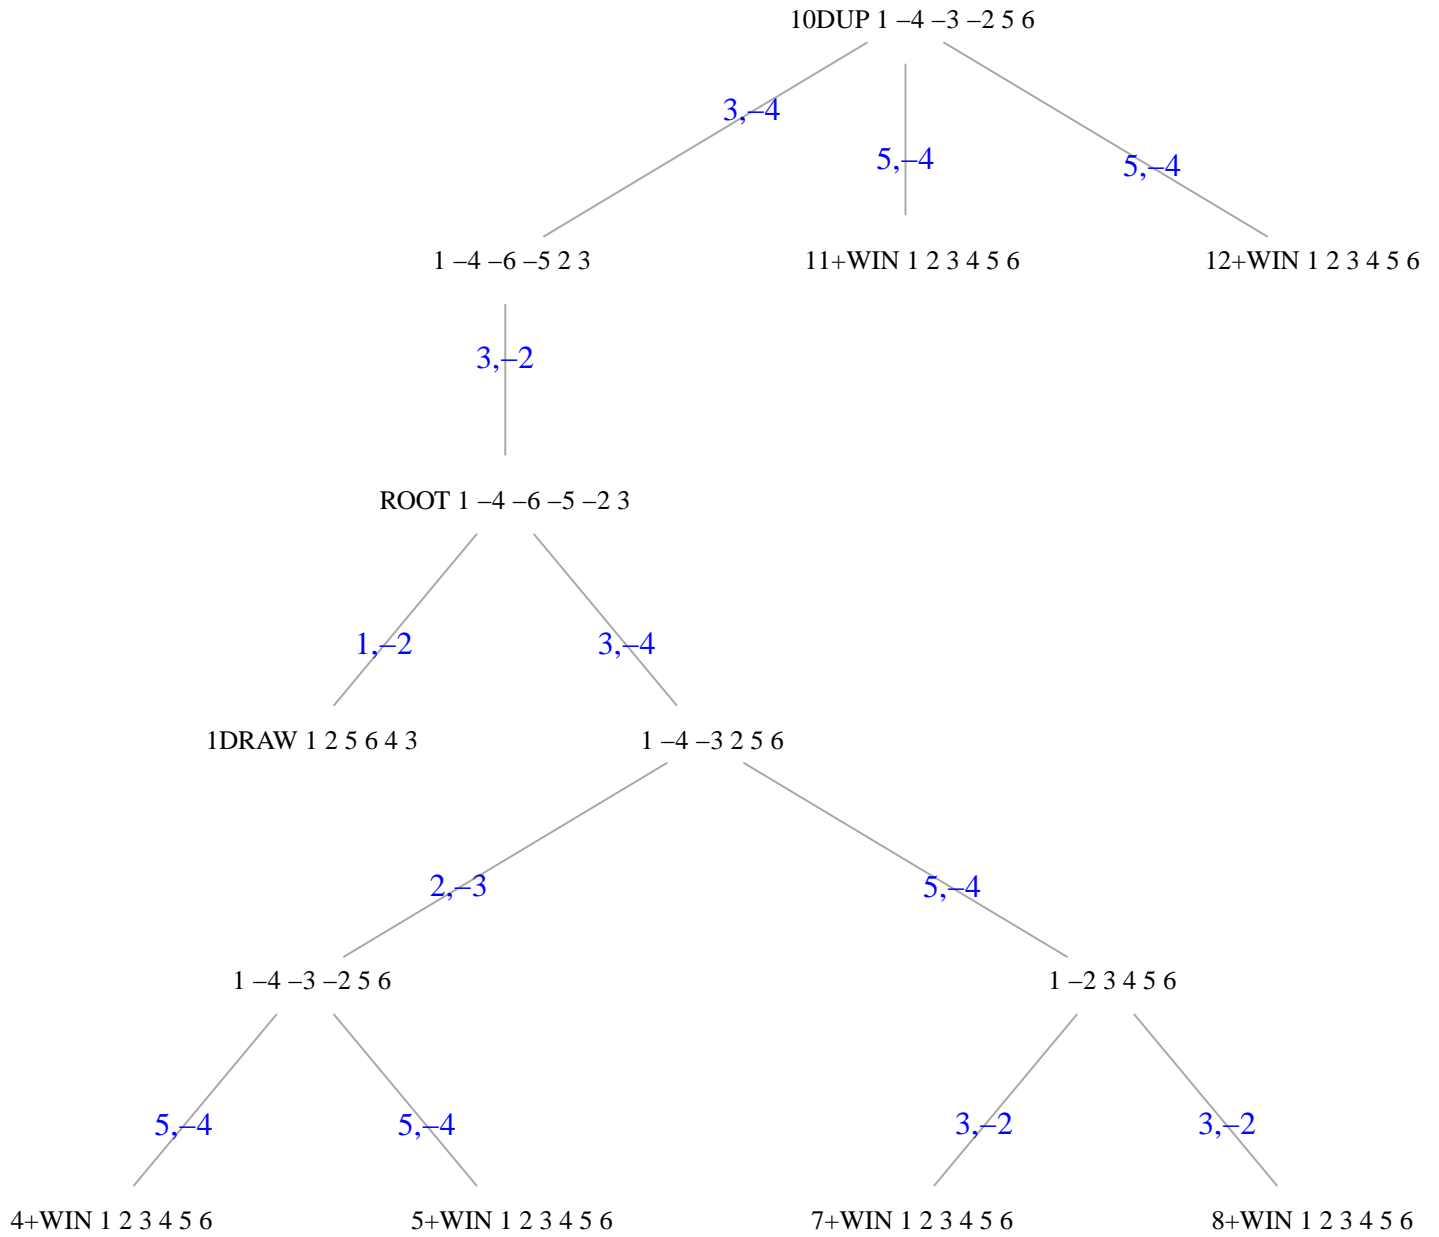 10DUP 1 –4 –3 –2 5 6
3,–4
5,–4
5,–4
1 –4 –6 –5 2 3
11+WIN 1 2 3 4 5 6
12+WIN 1 2 3 4 5 6
3,–2
ROOT 1 –4 –6 –5 –2 3
1,–2
3,–4
1DRAW 1 2 5 6 4 3
1 –4 –3 2 5 6
2,–3
5,–4
1 –4 –3 –2 5 6
1 –2 3 4 5 6
5,–4
5,–4
3,–2
3,–2
4+WIN 1 2 3 4 5 6
5+WIN 1 2 3 4 5 6
7+WIN 1 2 3 4 5 6
8+WIN 1 2 3 4 5 6